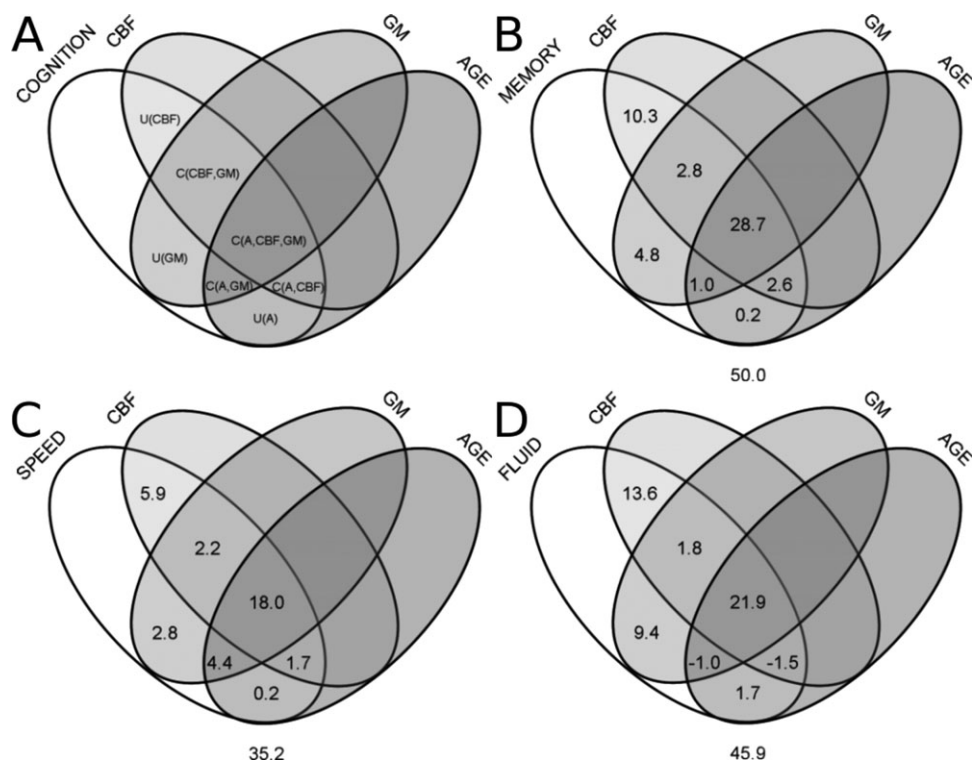 A
COGNITION
CBF
GM
AGE
U(CBF)
C(CBF,GM)
C(A,CBF,GM)
U(GM)
C(A,GM)
C(A,CBF)
U(A)
B
MEMORY
CBF
GM
AGE
10.3
2.8
28.7
4.8
1.0
2.6
0.2
50.0
C
SPEED
CBF
GM
AGE
5.9
2.2
18.0
2.8
4.4
1.7
0.2
35.2
D
FLUID
CBF
GM
AGE
13.6
1.8
21.9
9.4
-1.0
-1.5
1.7
45.9